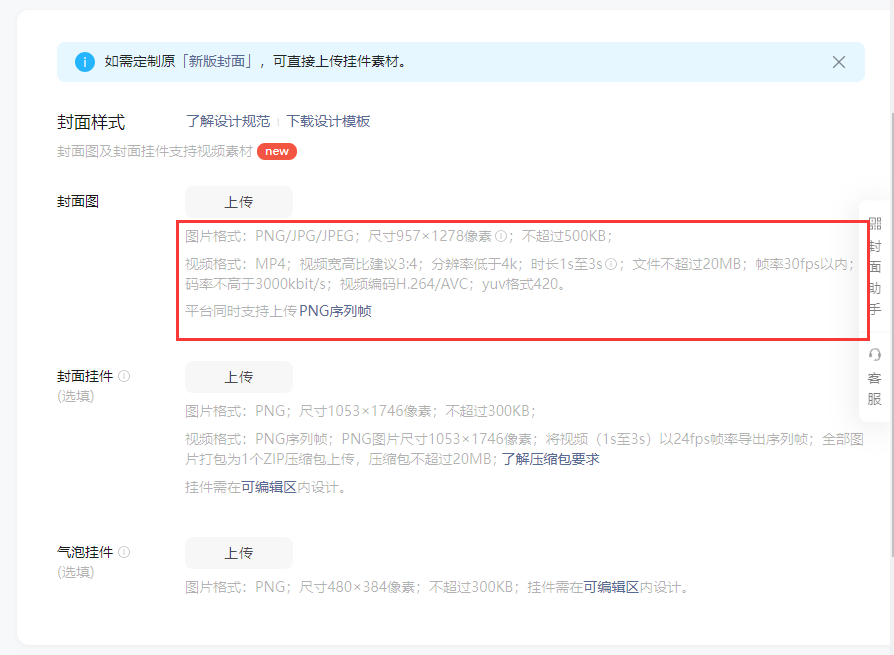 如需定制原「新版封面」，可直接上传挂件素材。
封面样式 了解设计规范 下载设计模板
封面图及封面挂件支持视频素材 new
封面图 上传
图片格式：PNG/JPG/JPEG；尺寸957×1278像素；不超过500KB；
视频格式：MP4；视频宽高比建议3:4；分辨率低于4k；时长1s至3s；文件不超过20MB；帧率30fps以内；
码率不高于3000kbit/s；视频编码H.264/AVC；yuv格式420。
平台同时支持上传PNG序列帧
封面挂件 上传
(选填)
图片格式：PNG；尺寸1053×1746像素；不超过300KB；
视频格式：PNG序列帧；PNG图片尺寸1053×1746像素；将视频（1s至3s）以24fps帧率导出序列帧；全部图
片打包为1个ZIP压缩包上传，压缩包不超过20MB；了解压缩包要求
挂件需在可编辑区内设计。
气泡挂件 上传
(选填)
图片格式：PNG；尺寸480×384像素；不超过300KB；挂件需在可编辑区内设计。
封
面
助
手
客
服